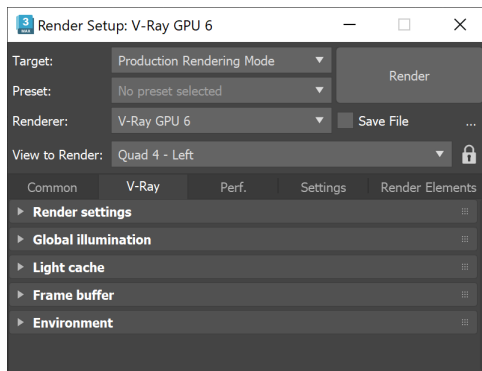 3
MAX
Render Setup: V-Ray GPU 6
Target: Production Rendering Mode
Render
Preset: No preset selected
Renderer: V-Ray GPU 6 Save File ...
View to Render: Quad 4 - Left
Common V-Ray Perf. Settings Render Elements
Render settings
Global illumination
Light cache
Frame buffer
Environment